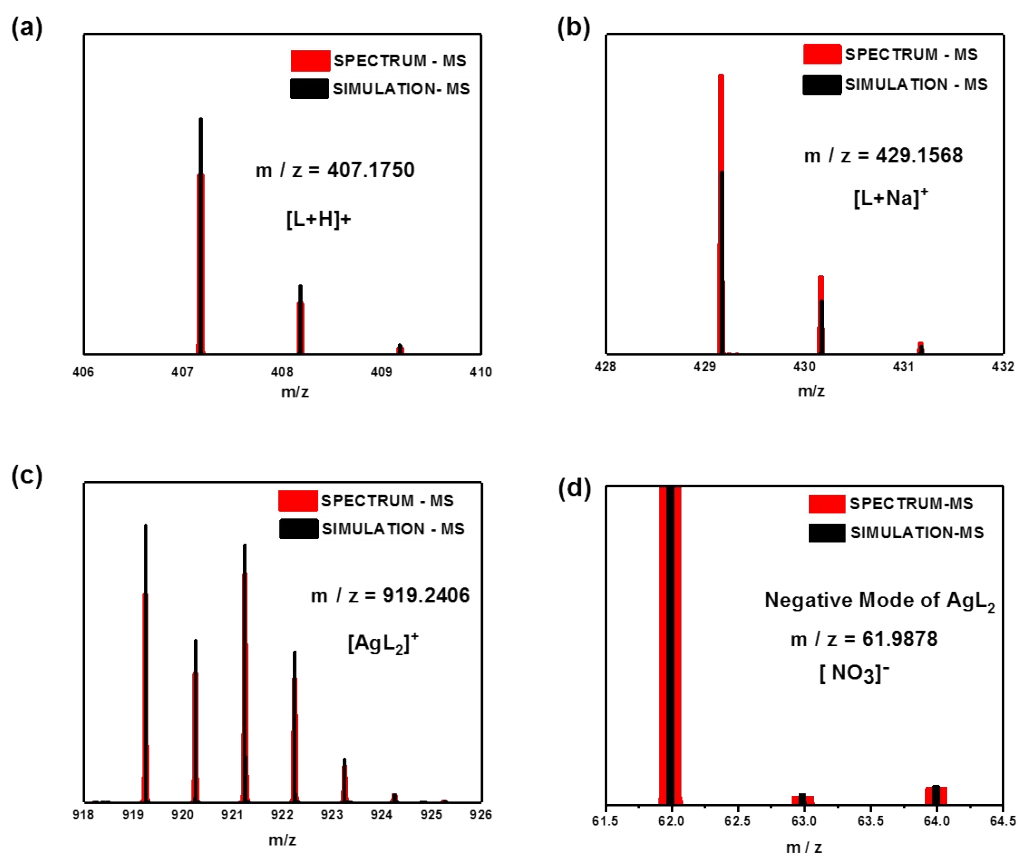 (a)
SPECTRUM - MS
SIMULATION- MS
m / z = 407.1750
[L+H]+
406 407 408 409 410
m/z
(b)
SPECTRUM - MS
SIMULATION - MS
m / z = 429.1568
[L+Na]⁺
428 429 430 431 432
m/z
(c)
SPECTRUM - MS
SIMULATION - MS
m / z = 919.2406
[AgL₂]⁺
918 919 920 921 922 923 924 925 926
m/z
(d)
SPECTRUM-MS
SIMULATION-MS
Negative Mode of AgL₂
m / z = 61.9878
[ NO₃]⁻
61.5 62.0 62.5 63.0 63.5 64.0 64.5
m / z